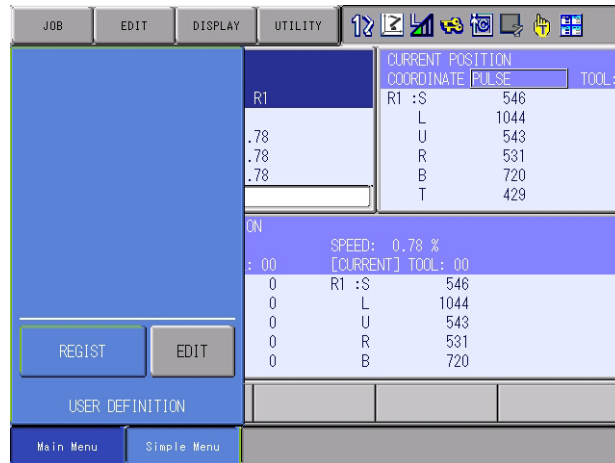 JOB EDIT DISPLAY UTILITY
R1
.78
.78
.78
CURRENT POSITION
COORDINATE PULSE TOOL:
R1 :S 546
L 1044
U 543
R 531
B 720
T 429
ON
SPEED: 0.78 %
: 00 [CURRENT] TOOL: 00
0 R1 :S 546
0 L 1044
0 U 543
0 R 531
0 B 720
REGIST EDIT
USER DEFINITION
Main Menu Simple Menu